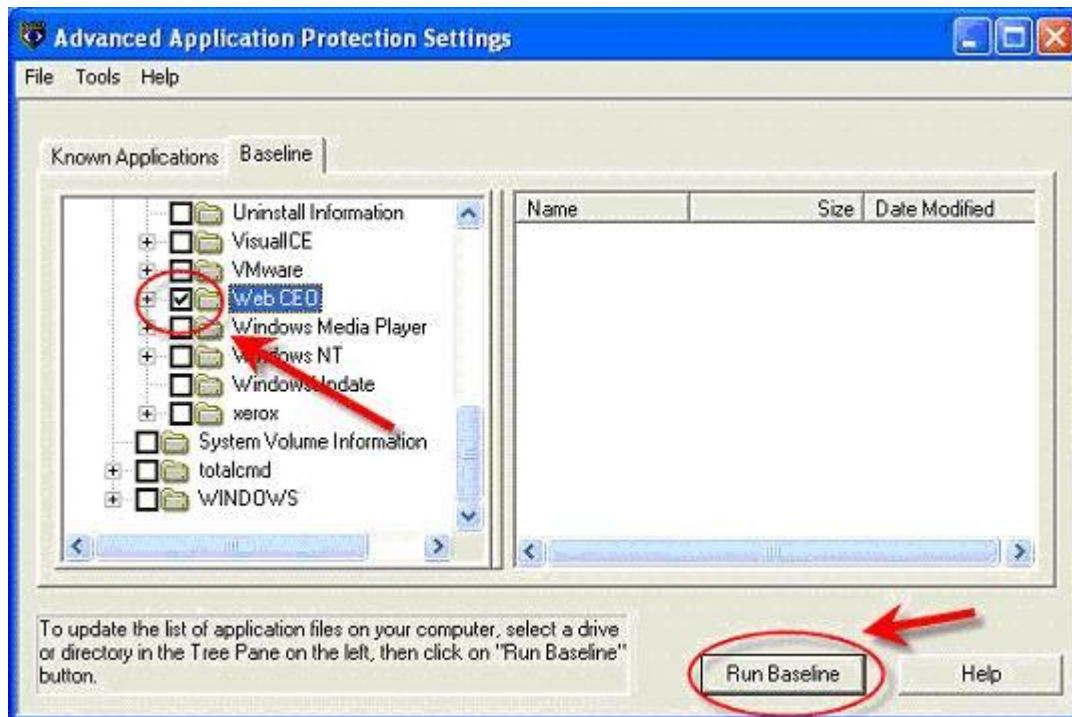 Advanced Application Protection Settings
File Tools Help
Known Applications Baseline
Uninstall Information
VisualICE
VMware
Web CEO
Windows Media Player
Windows NT
WindowsUpdate
xerox
System Volume Information
totalcmd
WINDOWS
Name Size Date Modified
To update the list of application files on your computer, select a drive
or directory in the Tree Pane on the left, then click on "Run Baseline"
button.
Run Baseline Help